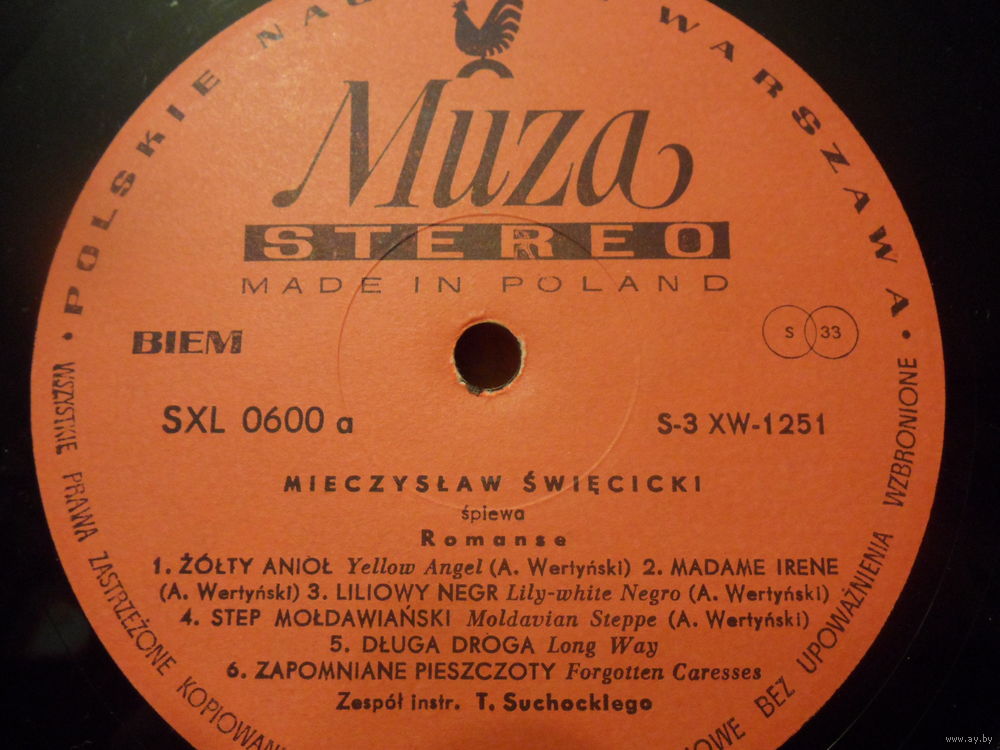 POLSKIE WARSZAWA
Muza
STEREO
MADE IN POLAND
BIEM
S 33
SXL 0600 a
S-3 XW-1251
MIECZYSŁAW ŚWIĘCICKI
śpiewa
Romanse
1. ŻÓŁTY ANIOŁ Yellow Angel (A. Wertyński) 2. MADAME IRENE
(A. Wertyński) 3. LILIOWY NEGR Lily-white Negro (A. Wertyński)
4. STEP MOŁDAWIAŃSKI Moldavian Steppe (A. Wertyński)
5. DŁUGA DROGA Long Way
6. ZAPOMNIANE PIESZCZOTY Forgotten Caresses
Zespół instr. T. Suchockiego
WSZYSTKIE PRAWA ZASTRZEŻONE BEZ UPOWAŻNIENIA WZBRONIONE
www.ay.by